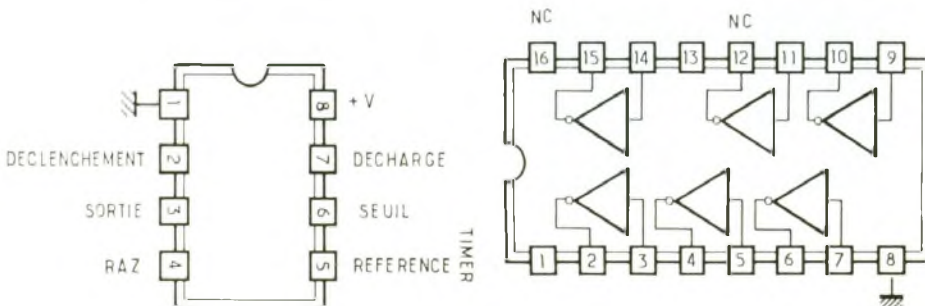 NC NC
16 15 14 13 12 11 10 9
1 8 +V
DECLENCHEMENT 2 7 DECHARGE
SORTIE 3 6 SEUIL
RAZ 4 5 REFERENCE
TIMER
1 2 3 4 5 6 7 8